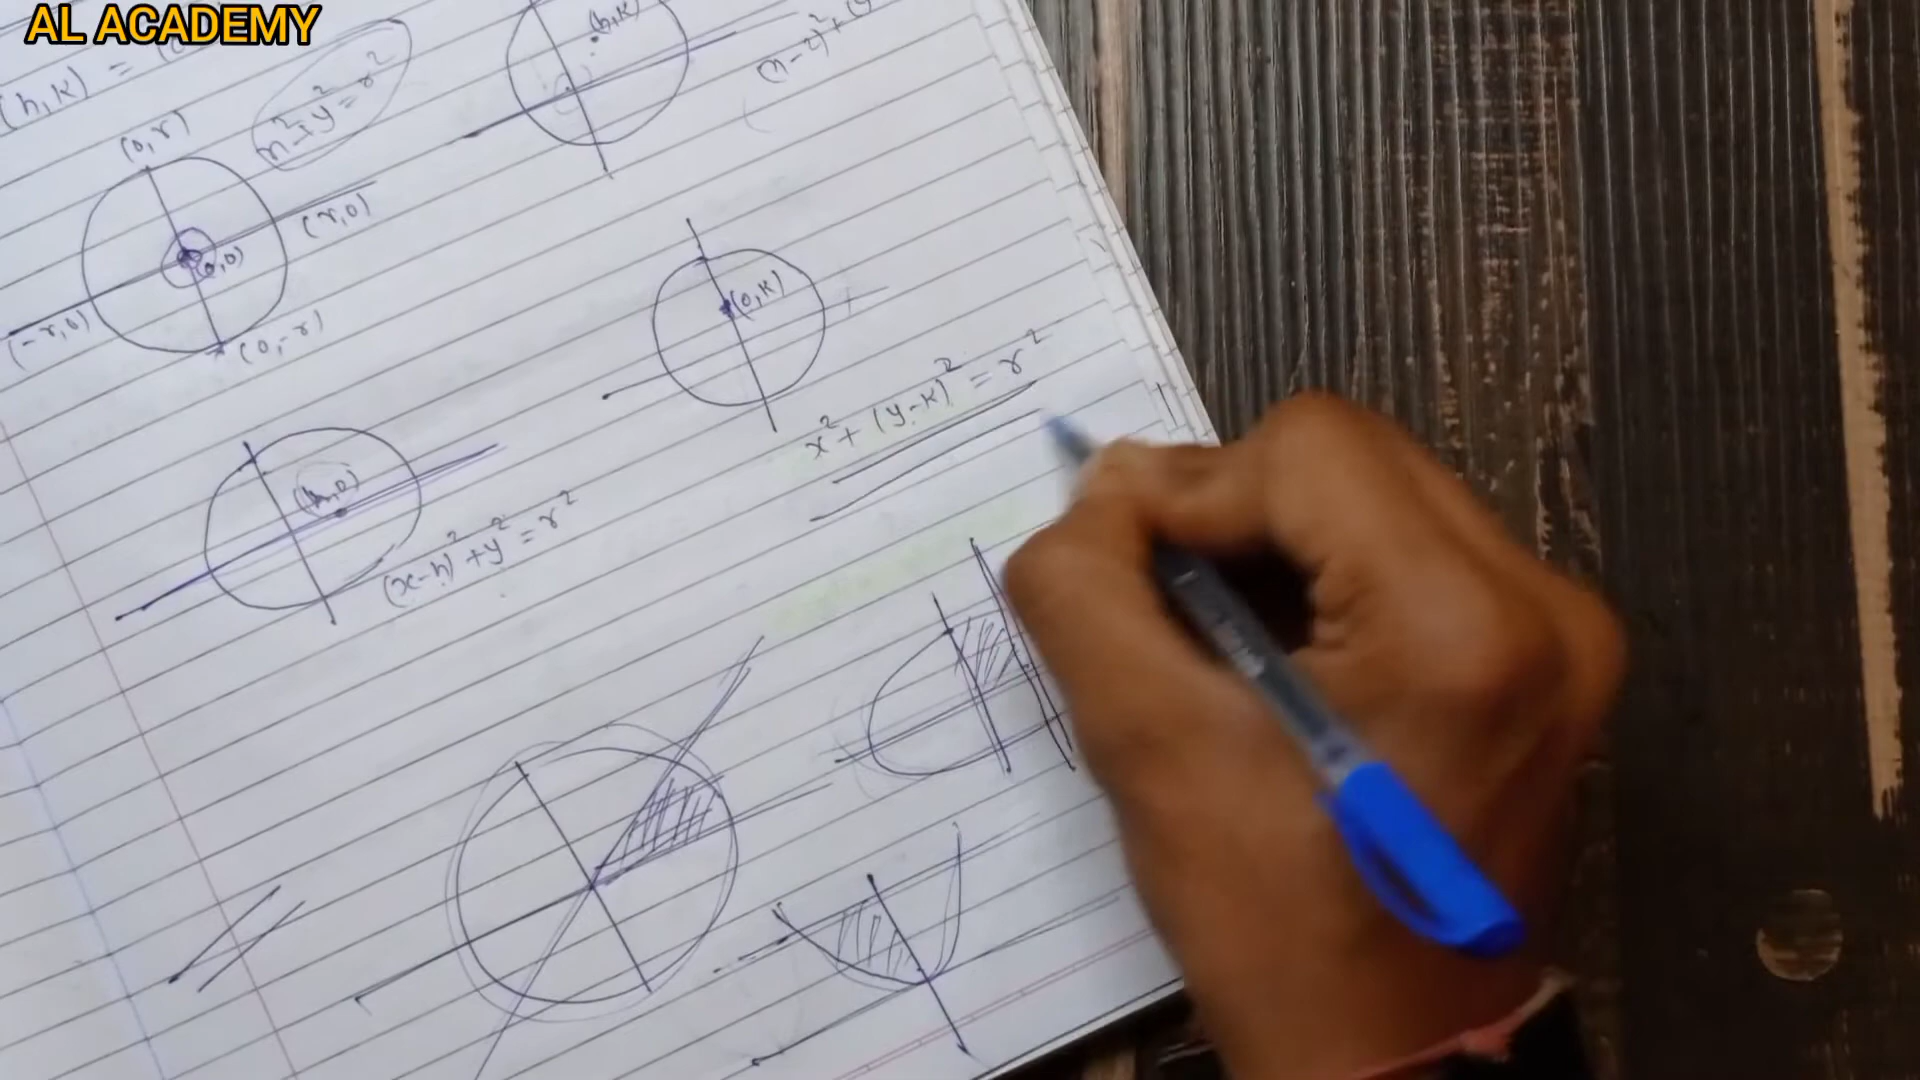 AL ACADEMY
(h,k) =
x²+y²=r²
(h,k)
(0,r)
(r,0)
(0,0)
(-r,0)
(0,-r)
(0,k)
x²+(y-k)²=r²
(h,0)
(x-h)²+y²=r²